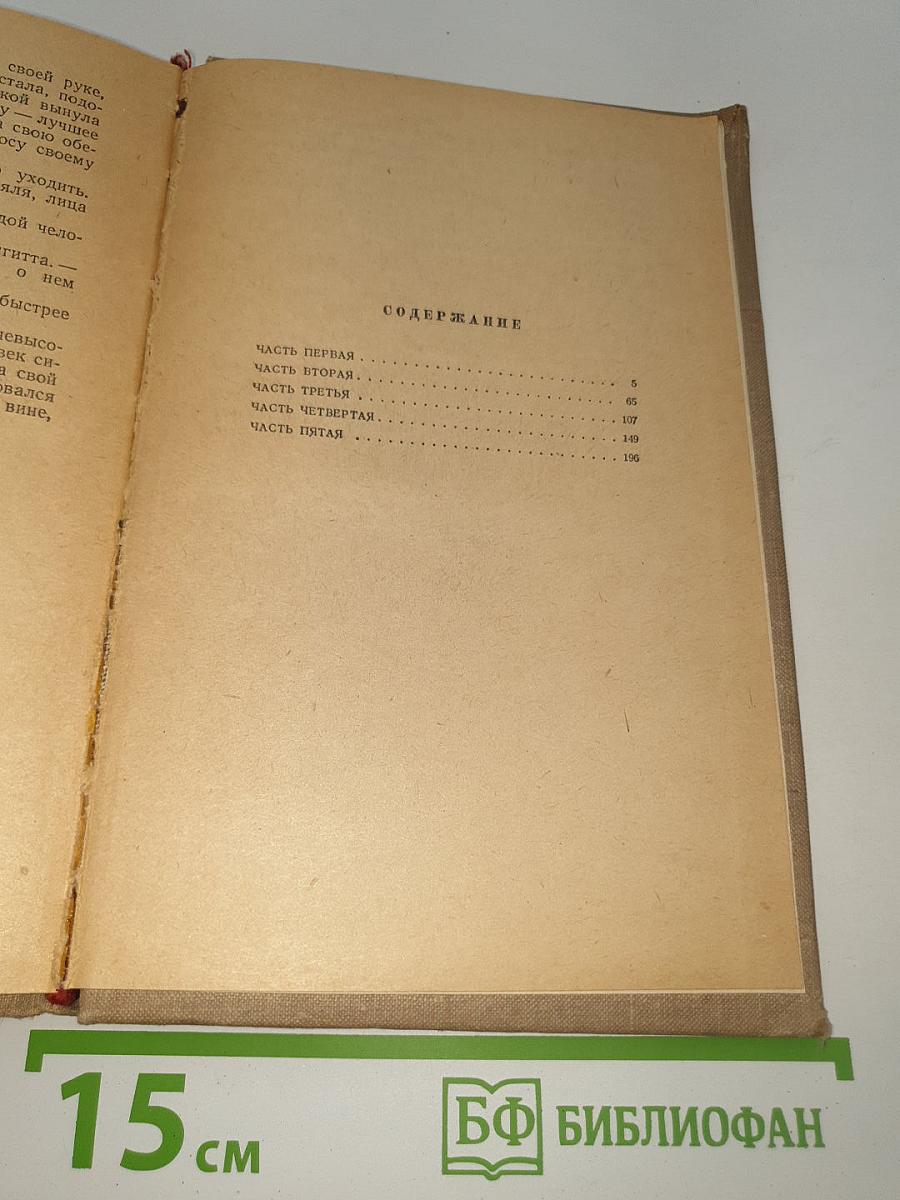 своей руке,
стала, подо-
кой вынула
у — лучшее
свою обе-
осу своему
уходить.
яля, лица
дой чело-
гитта. —
о нем
быстрее
невысо-
век си-
а свой
овался
вине,
СОДЕРЖАНИЕ
ЧАСТЬ ПЕРВАЯ . . . . . . . . . . . . . . . . . . . . . . . . 5
ЧАСТЬ ВТОРАЯ . . . . . . . . . . . . . . . . . . . . . . . . 65
ЧАСТЬ ТРЕТЬЯ . . . . . . . . . . . . . . . . . . . . . . . . 107
ЧАСТЬ ЧЕТВЕРТАЯ . . . . . . . . . . . . . . . . . . . . . . 149
ЧАСТЬ ПЯТАЯ . . . . . . . . . . . . . . . . . . . . . . . . 196
15 см
БФ БИБЛИОФАН